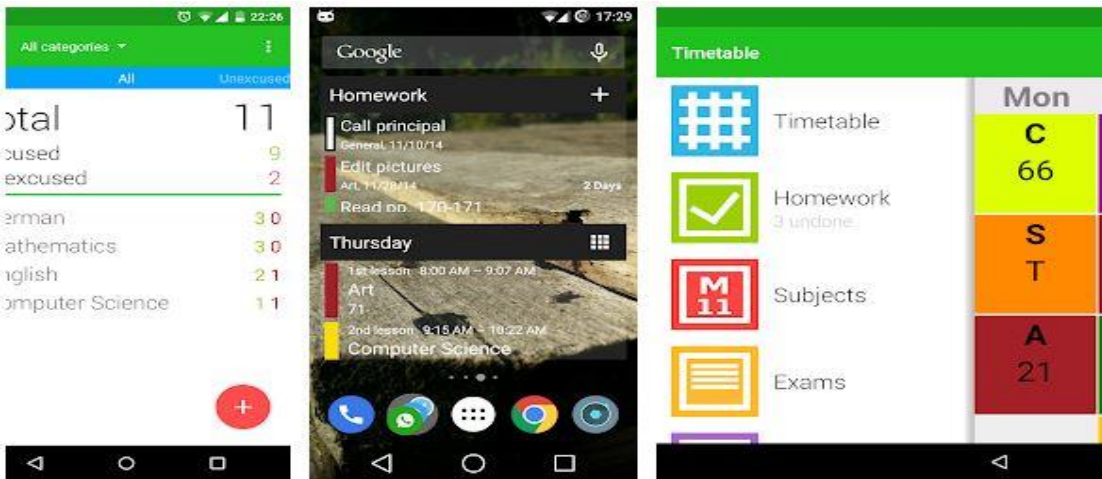 22:26
All categories
All Unexcused
otal 11
cused 9
excused 2
erman 3 0
athematics 3 0
nglish 2 1
omputer Science 1 1
17:29
Google
Homework +
Call principal
General, 11/10/14
Edit pictures
Art, 11/28/14 2 Days
Read pp. 170-171
Thursday
1st lesson 8:00 AM – 9:07 AM
Art
71
2nd lesson 9:15 AM – 10:22 AM
Computer Science
Timetable
Timetable
Homework
3 undone
M
11
Subjects
Exams
Mon
C
66
S
T
A
21